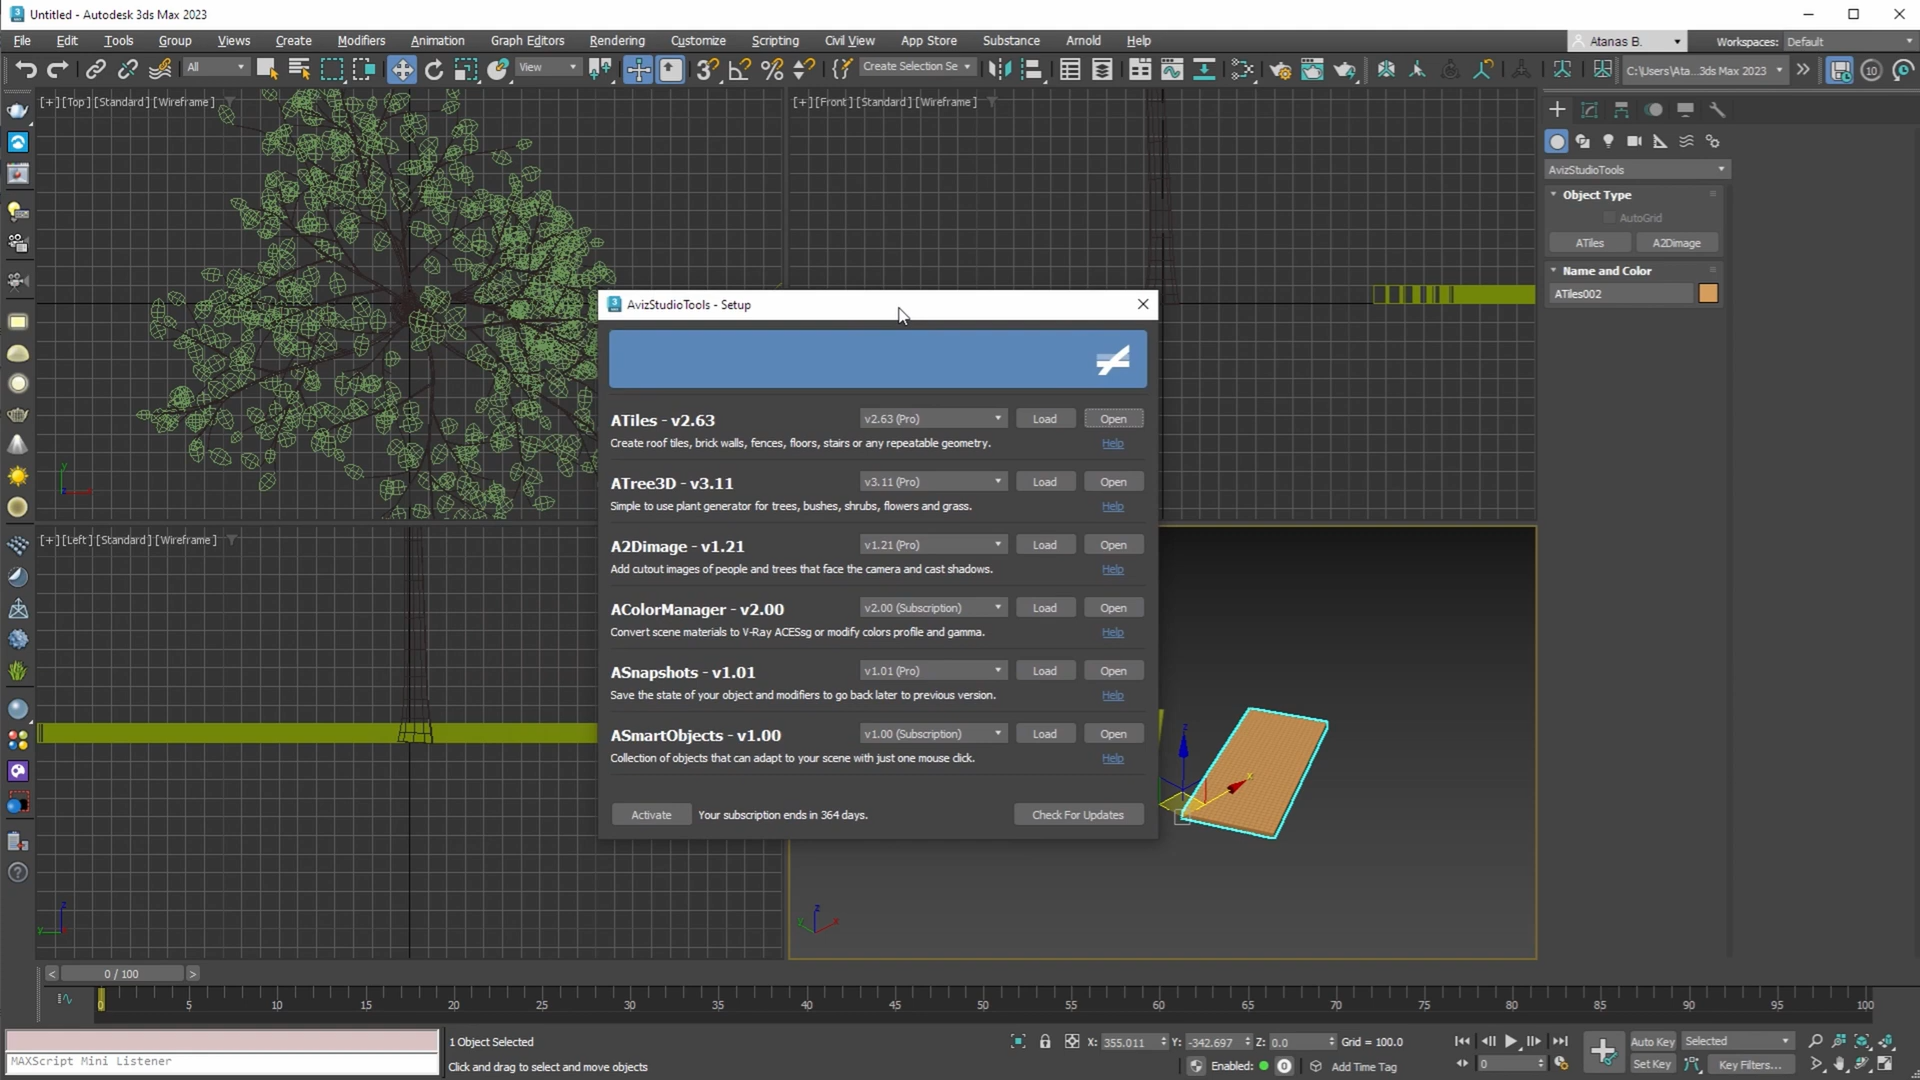 Untitled - Autodesk 3ds Max 2023
File Edit Tools Group Views Create Modifiers Animation Graph Editors Rendering Customize Scripting Civil View App Store Substance Arnold Help
Atanas B. Workspaces: Default
All View Create Selection Se C:\Users\Ata...3ds Max 2023 10
[+] [Top] [Standard] [Wireframe]
[+] [Front] [Standard] [Wireframe]
AvizStudioTools
Object Type
AutoGrid
ATiles A2Dimage
Name and Color
ATiles002
AvizStudioTools - Setup
ATiles - v2.63 v2.63 (Pro) Load Open
Create roof tiles, brick walls, fences, floors, stairs or any repeatable geometry. Help
ATree3D - v3.11 v3.11 (Pro) Load Open
Simple to use plant generator for trees, bushes, shrubs, flowers and grass. Help
A2Dimage - v1.21 v1.21 (Pro) Load Open
Add cutout images of people and trees that face the camera and cast shadows. Help
AColorManager - v2.00 v2.00 (Subscription) Load Open
Convert scene materials to V-Ray ACESsg or modify colors profile and gamma. Help
ASnapshots - v1.01 v1.01 (Pro) Load Open
Save the state of your object and modifiers to go back later to previous version. Help
ASmartObjects - v1.00 v1.00 (Subscription) Load Open
Collection of objects that can adapt to your scene with just one mouse click. Help
Activate Your subscription ends in 364 days. Check For Updates
[+] [Left] [Standard] [Wireframe]
y
z
y
z
z
x
z
y x
< 0 / 100 >
0 5 10 15 20 25 30 35 40 45 50 55 60 65 70 75 80 85 90 95 100
1 Object Selected X: 355.011 Y: -342.697 Z: 0.0 Grid = 100.0 Auto Key Selected
MAXScript Mini Listener
Click and drag to select and move objects Enabled: 0 Add Time Tag 0 Set Key Key Filters...